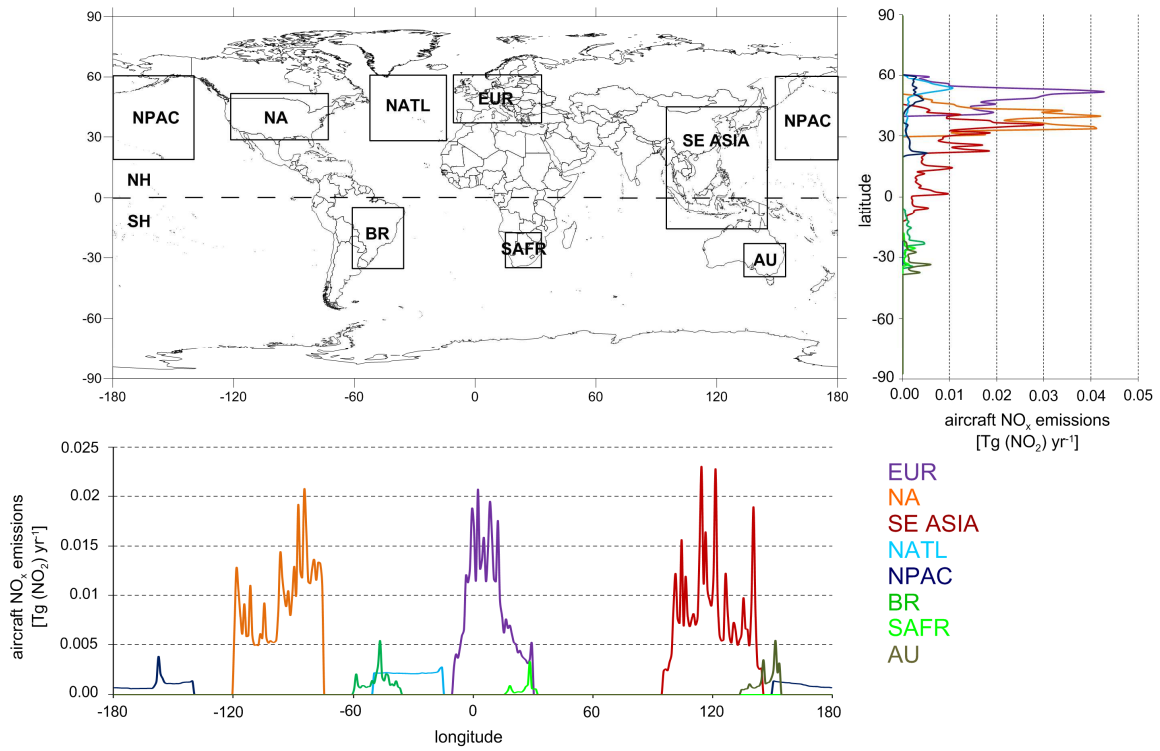 90
60
30
0
-30
-60
-90
-180
-120
-60
0
60
120
180
NPAC
NA
NATL
EUR
SE ASIA
NPAC
NH
SH
BR
SAFR
AU
90
60
30
0
-30
-60
-90
latitude
0.00 0.01 0.02 0.03 0.04 0.05
aircraft NOx emissions
[Tg (NO2) yr-1]
0.025
0.02
0.015
0.01
0.005
0.00
aircraft NOx emissions
[Tg (NO2) yr-1]
-180 -120 -60 0 60 120 180
longitude
EUR
NA
SE ASIA
NATL
NPAC
BR
SAFR
AU